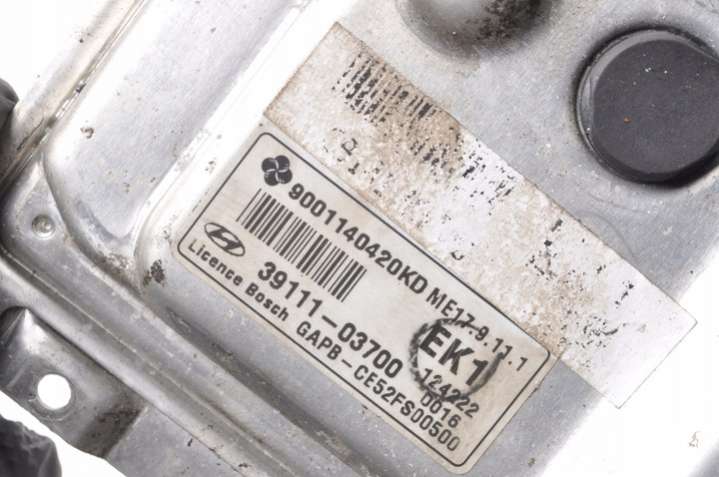 9001140420KD ME17.9.11.1
39111-03700 EK1
124222
0016
Licence Bosch GAPB-CE52FS00500